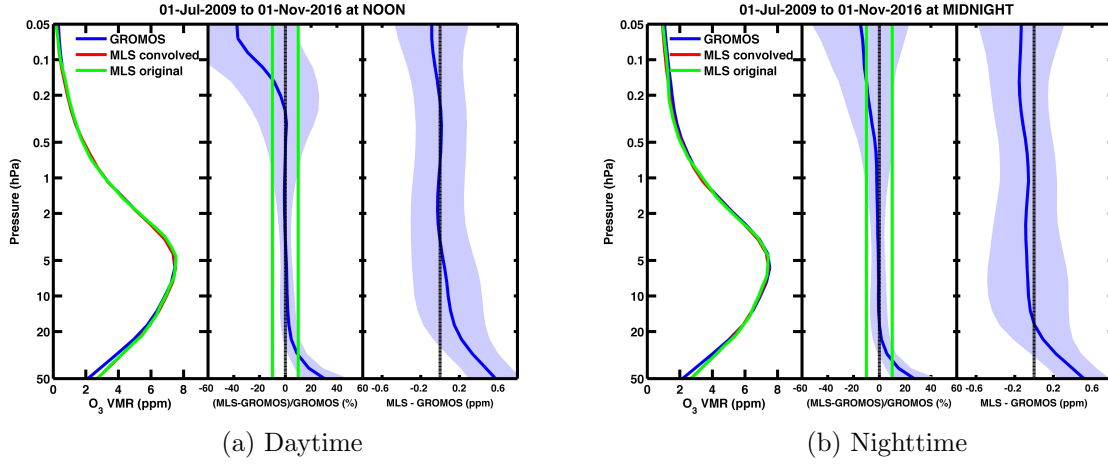 01-Jul-2009 to 01-Nov-2016 at NOON
GROMOS
MLS convolved
MLS original
Pressure (hPa)
0.05
0.1
0.2
0.5
1
2
5
10
20
50
0 2 4 6 8
O3 VMR (ppm)
-60 -40 -20 0 20 40 60
(MLS-GROMOS)/GROMOS (%)
-0.6 -0.2 0.2 0.6
MLS - GROMOS (ppm)
(a) Daytime
01-Jul-2009 to 01-Nov-2016 at MIDNIGHT
GROMOS
MLS convolved
MLS original
Pressure (hPa)
0.05
0.1
0.2
0.5
1
2
5
10
20
50
0 2 4 6 8
O3 VMR (ppm)
-60 -40 -20 0 20 40 60
(MLS-GROMOS)/GROMOS (%)
-0.6 -0.2 0.2 0.6
MLS - GROMOS (ppm)
(b) Nighttime